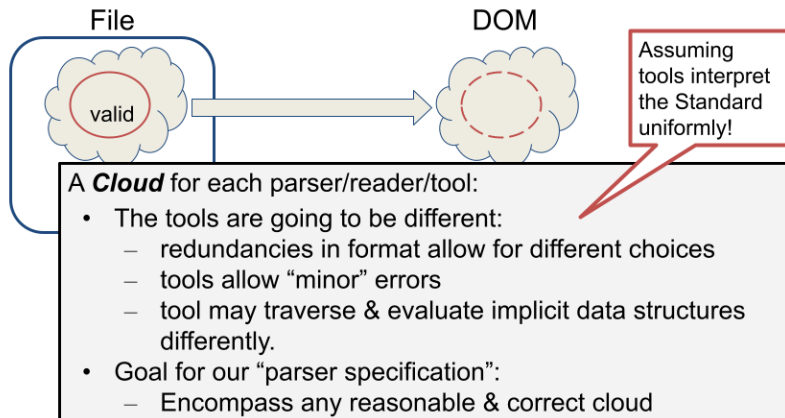 File
DOM
valid
Assuming
tools interpret
the Standard
uniformly!
A Cloud for each parser/reader/tool:
• The tools are going to be different:
– redundancies in format allow for different choices
– tools allow “minor” errors
– tool may traverse & evaluate implicit data structures
differently.
• Goal for our “parser specification”:
– Encompass any reasonable & correct cloud